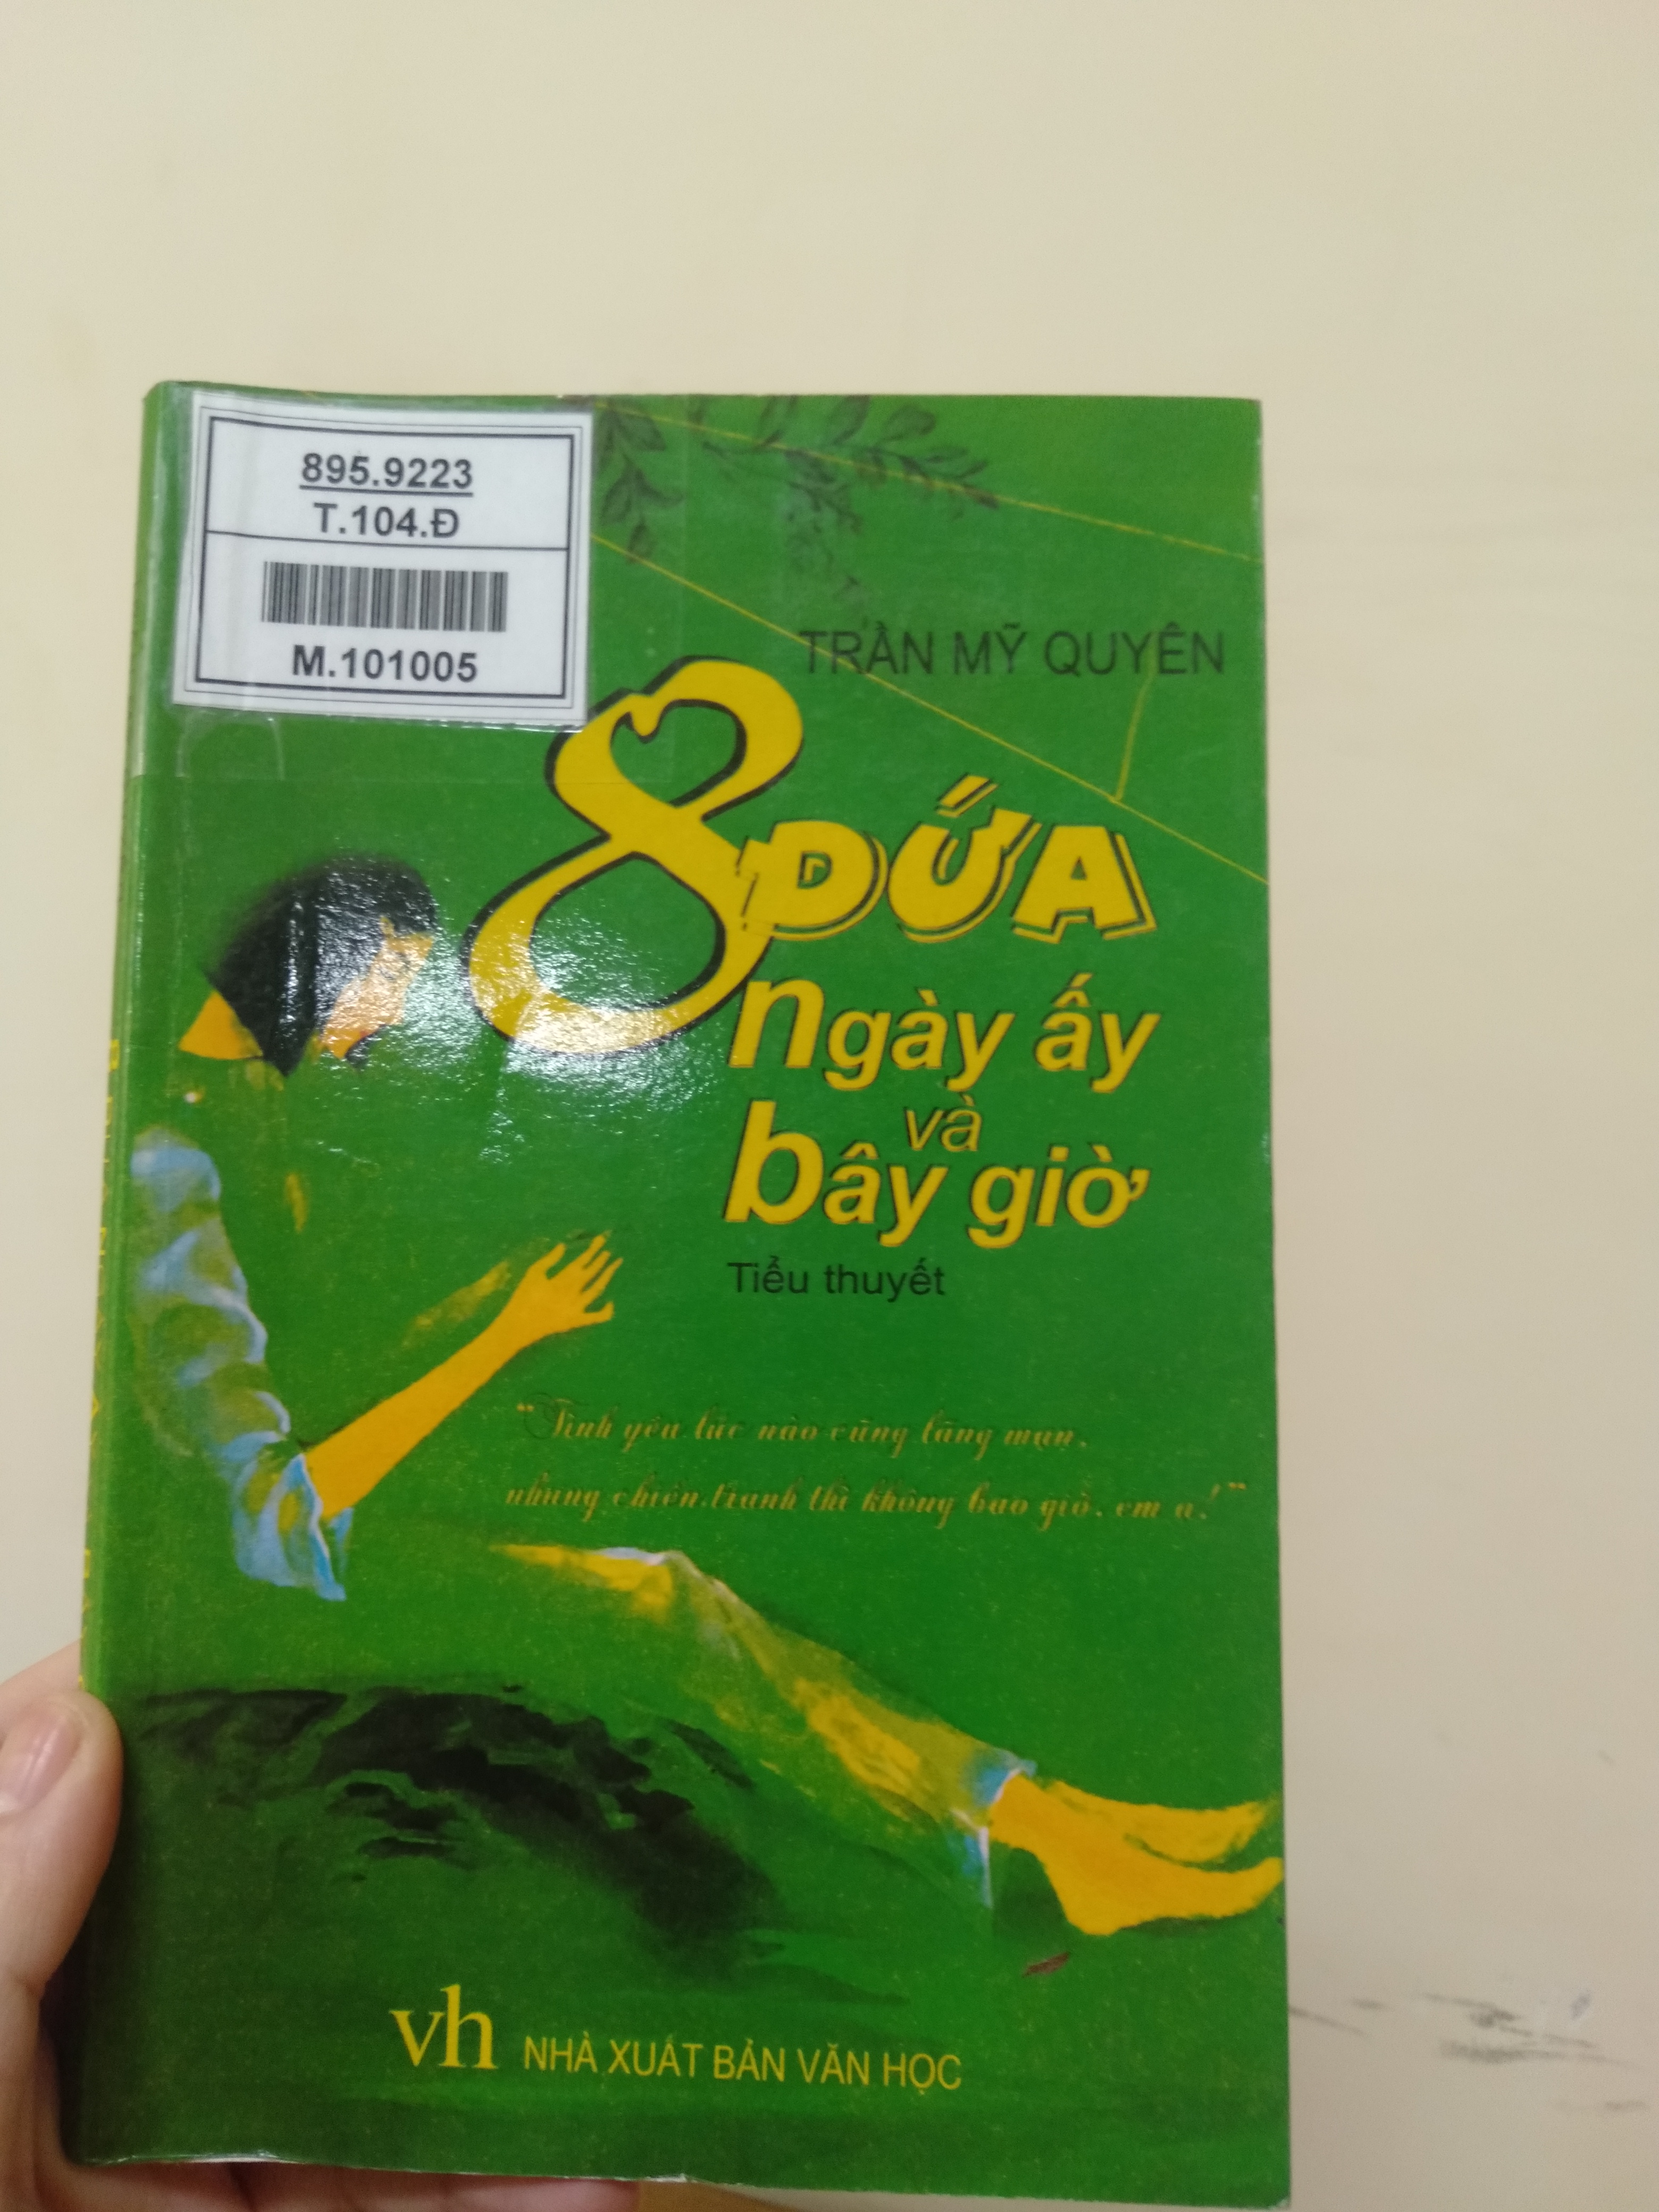 895.9223
T.104.Đ
M.101005
TRẦN MỸ QUYÊN
8 ĐỨA
ngày ấy
và
bây giờ
Tiểu thuyết
"Tình yêu lúc nào cũng lãng mạn,
nhưng chiến tranh thì không bao giờ, em ạ!"
vh NHÀ XUẤT BẢN VĂN HỌC